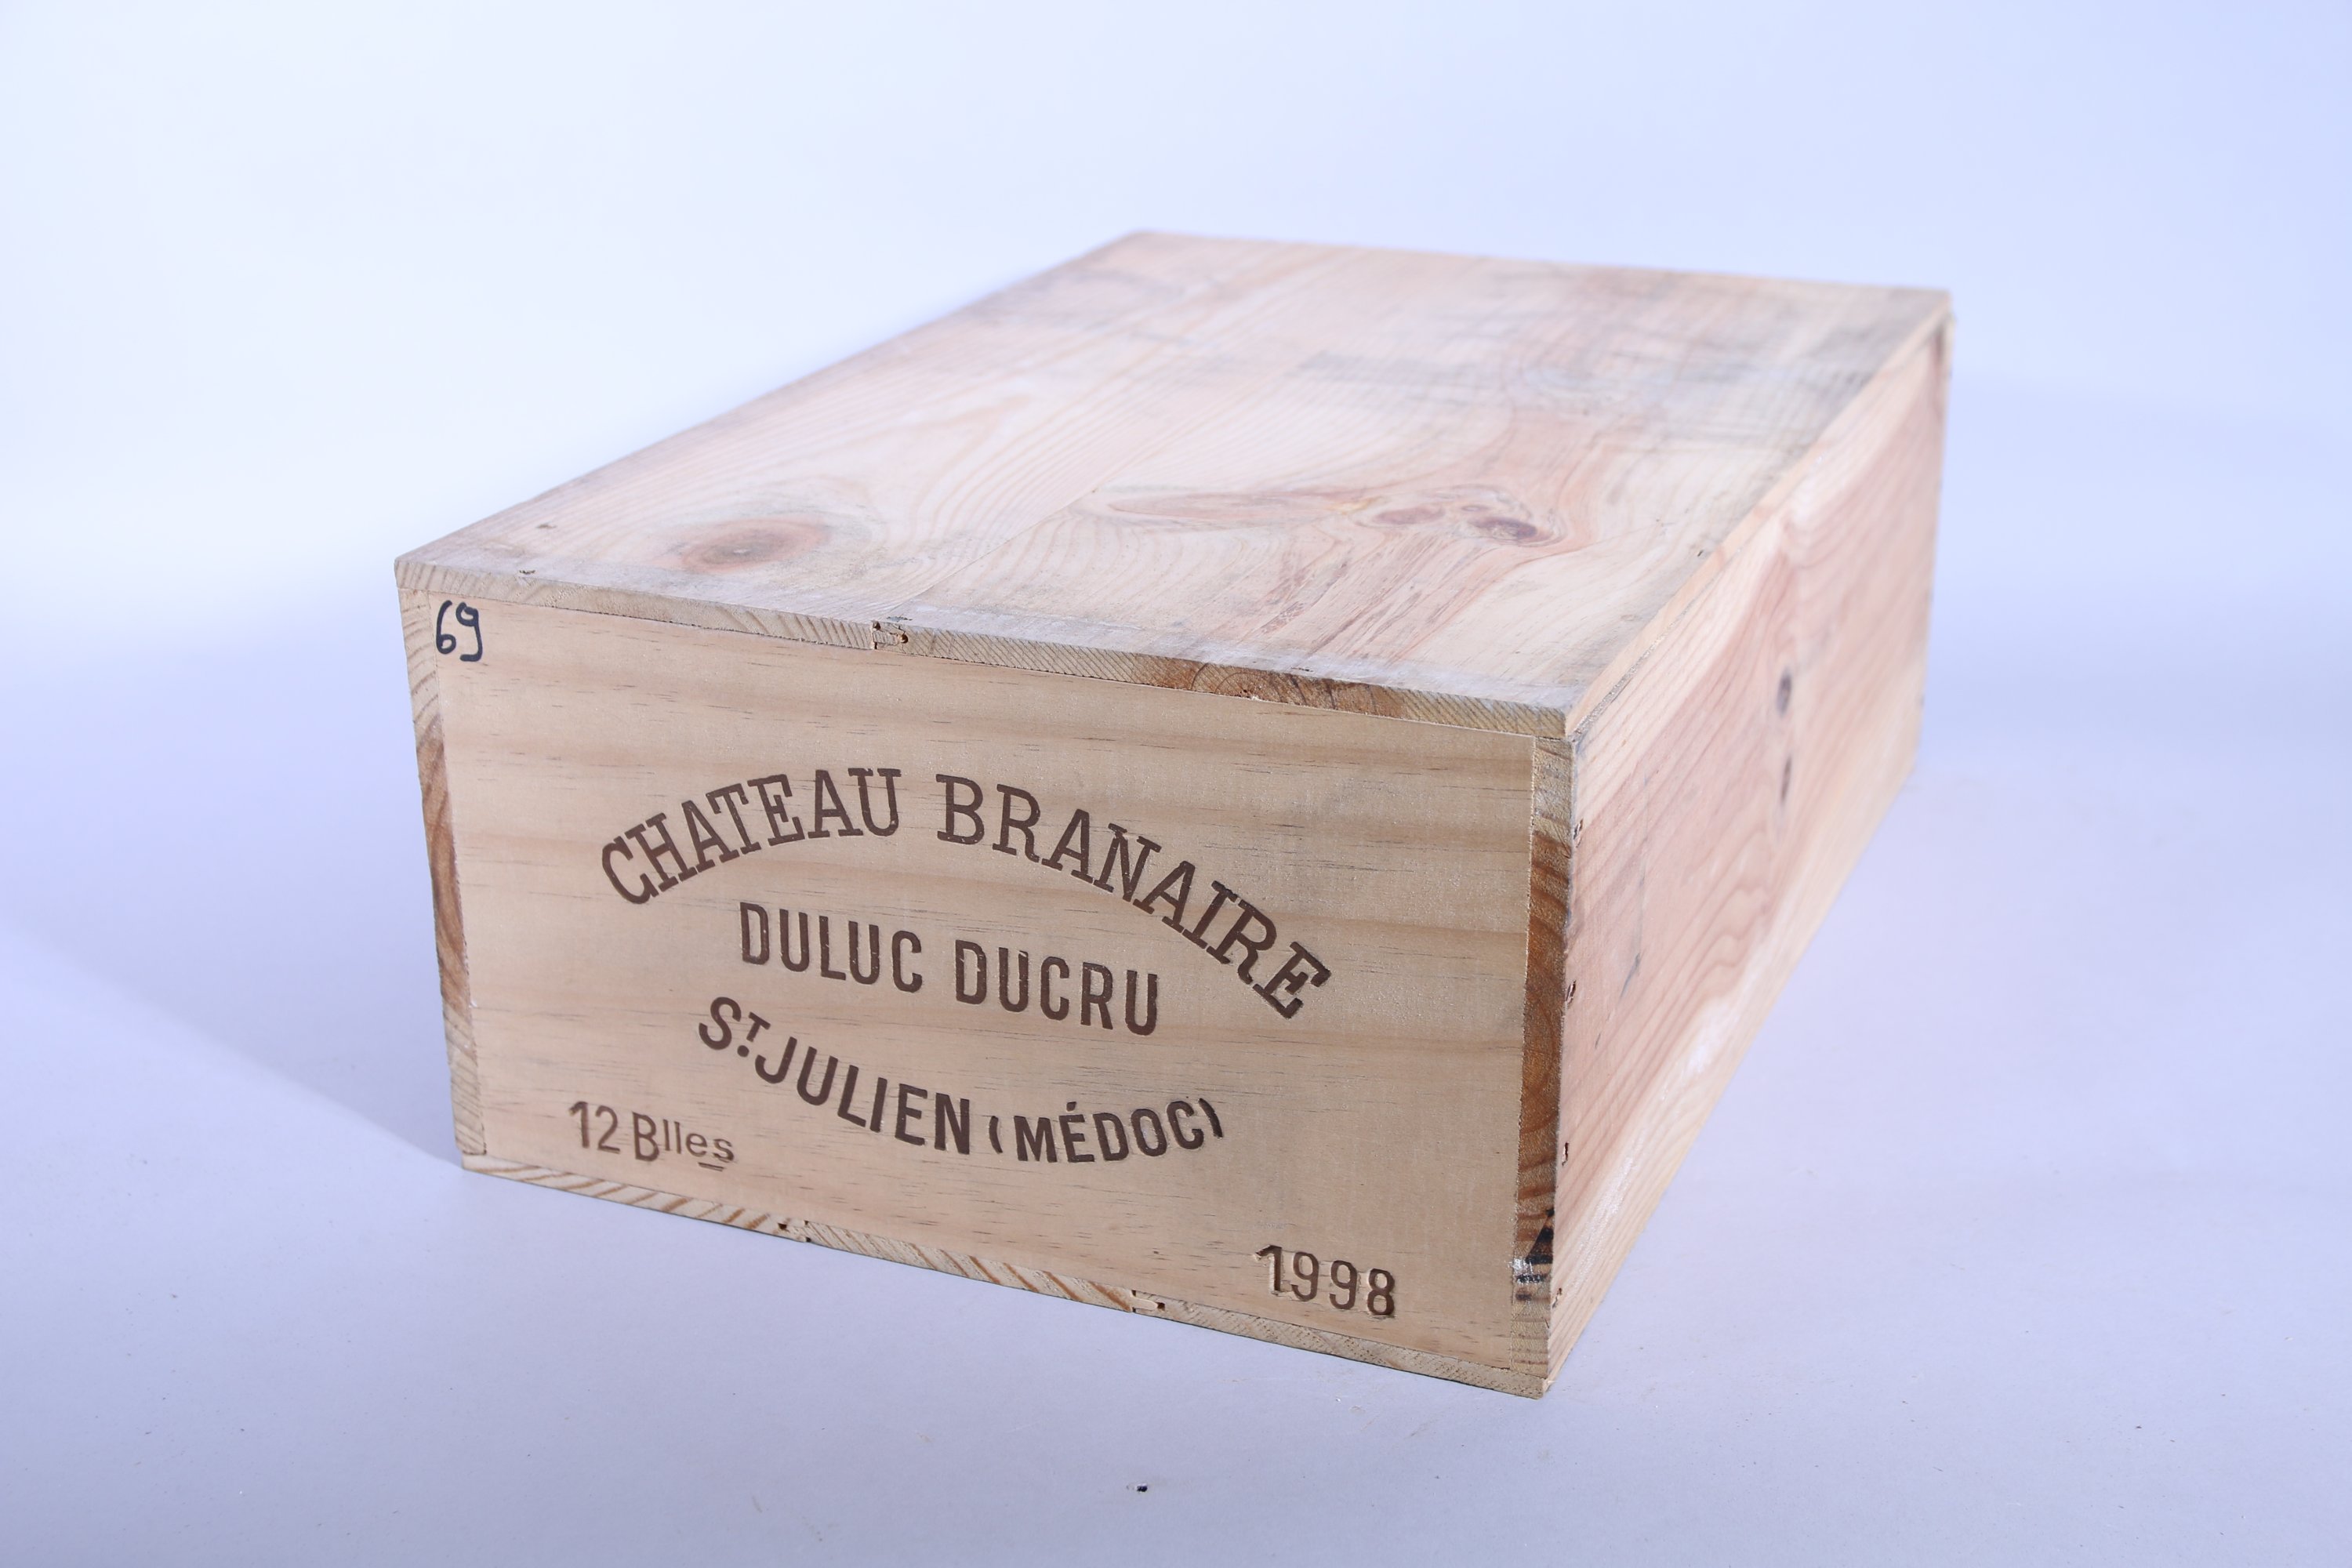 69
CHATEAU BRANAIRE
DULUC DUCRU
ST JULIEN (MÉDOC)
12 Blles
1998